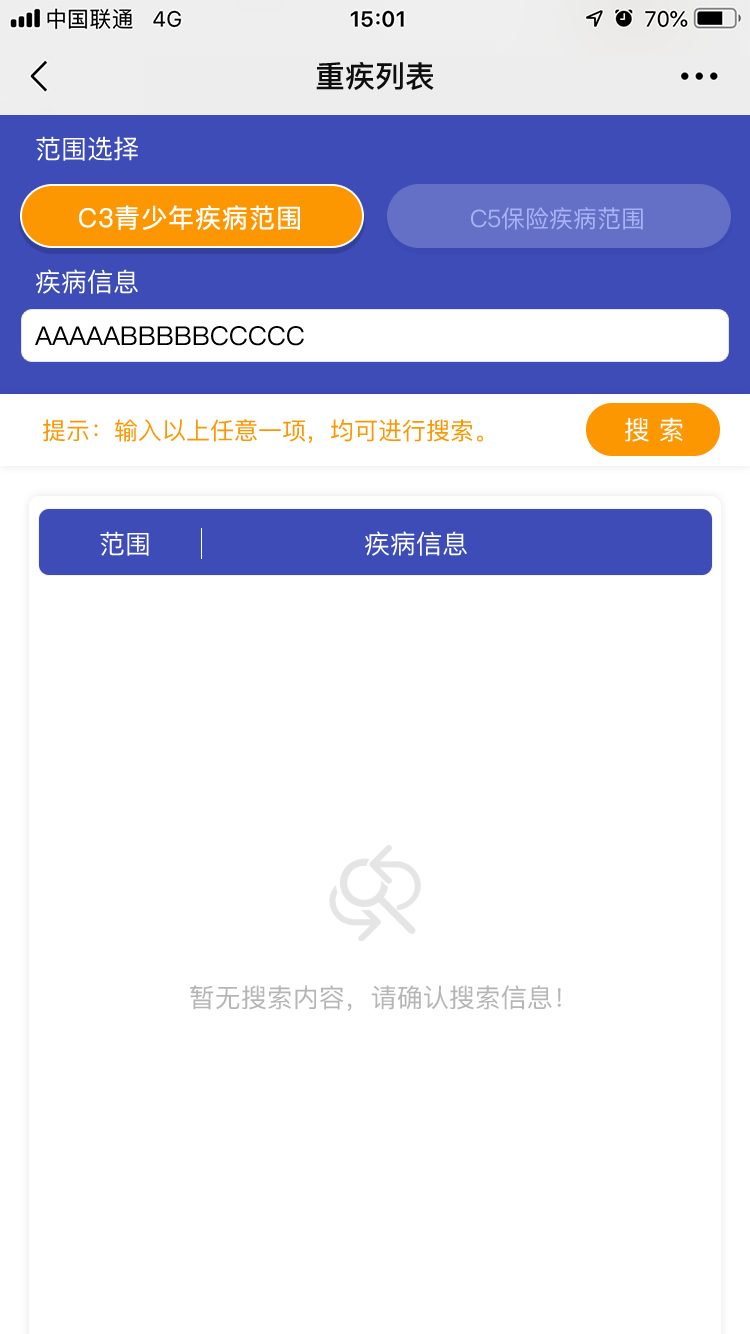 中国联通 4G 15:01 70%
重疾列表
范围选择
C3青少年疾病范围 C5保险疾病范围
疾病信息
AAAAABBBBBCCCCC
提示：输入以上任意一项，均可进行搜索。 搜 索
范围 疾病信息
暂无搜索内容，请确认搜索信息！